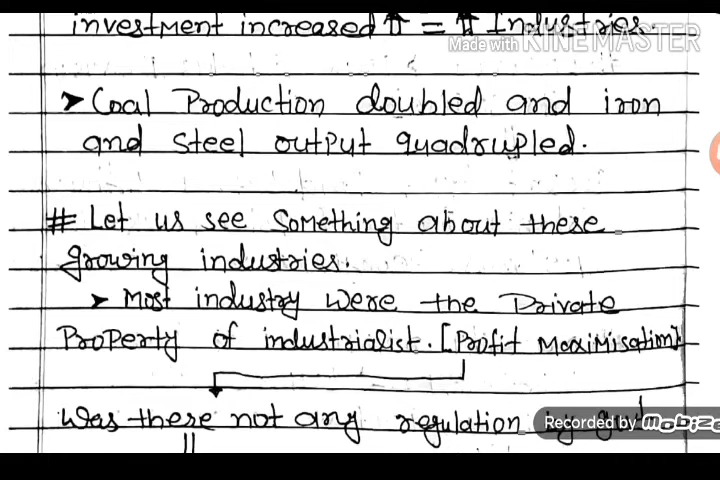 investment increased ⇈ = ⇈ Industries.
Made with KINEMASTER
➤ Coal Production doubled and iron
and steel output quadrupled.
# Let us see something about these
growing industries.
➤ Most industry were the Private
Property of industrialist. [Profit Maximisation]
Was there not any regulation by
Recorded by